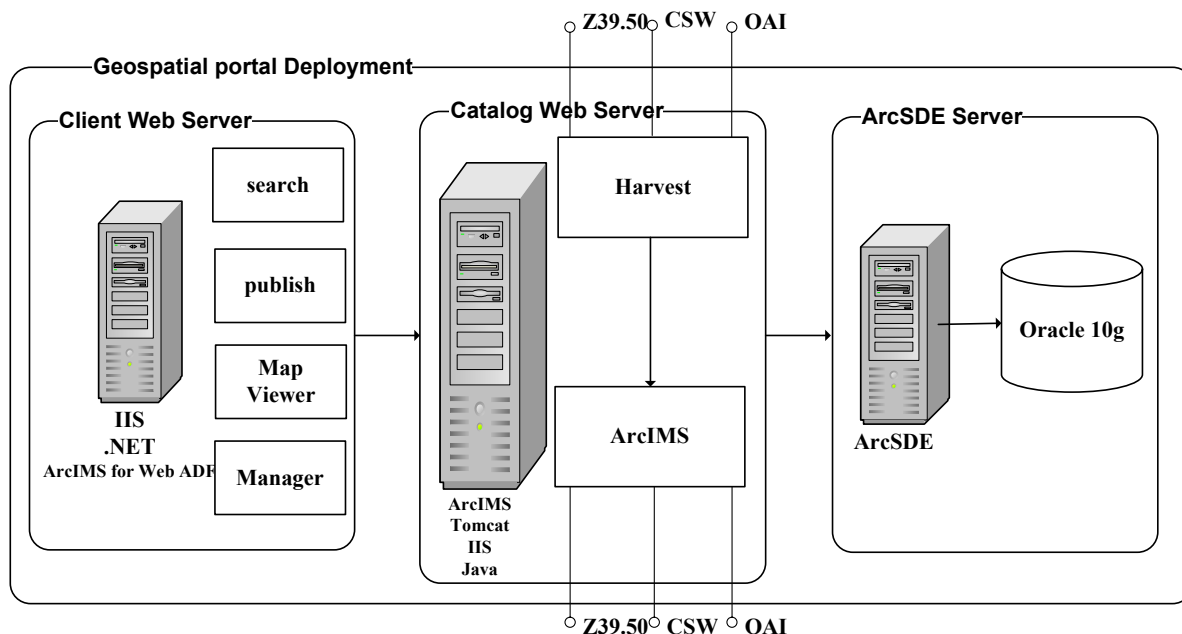 Z39.50 CSW OAI
Geospatial portal Deployment
Client Web Server
search
publish
Map
Viewer
Manager
IIS
.NET
ArcIMS for Web ADF
Catalog Web Server
Harvest
ArcIMS
ArcIMS
Tomcat
IIS
Java
ArcSDE Server
ArcSDE
Oracle 10g
Z39.50 CSW OAI